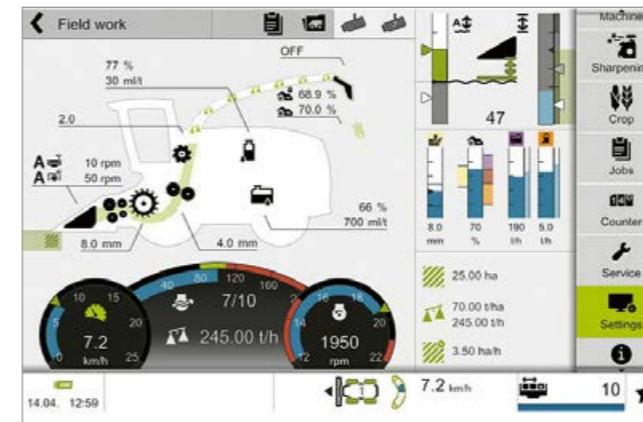 Field work
Machine
Sharpening
Crop
Jobs
Counter
Service
Settings
OFF
77 %
30 ml/t
68.9 %
70.0 %
2.0
A 10 rpm
A 50 rpm
66 %
700 ml/t
8.0 mm
4.0 mm
A
47
8.0 70 190 5.0
mm % t/h l/h
25.00 ha
70.00 t/ha
245.00 t/h
3.50 ha/h
0 5 10 15 20 25
7.2
km/h
40 80 120 160
7/10
245.00 t/h
12 14 16 18 20 22
1950
rpm
14.04. 12:59
1
7.2 km/h
10